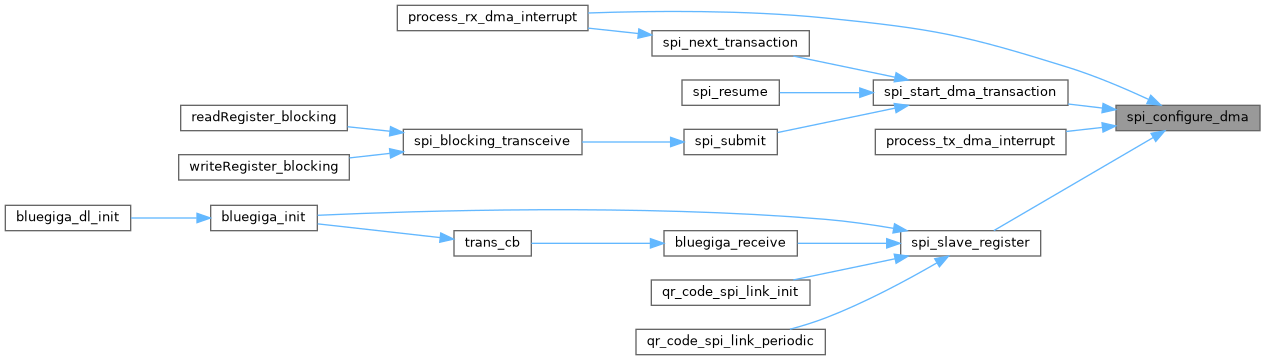 process_rx_dma_interrupt
spi_next_transaction
spi_resume
spi_start_dma_transaction
readRegister_blocking
spi_configure_dma
spi_blocking_transceive
spi_submit
process_tx_dma_interrupt
writeRegister_blocking
bluegiga_dl_init
bluegiga_init
trans_cb
bluegiga_receive
spi_slave_register
qr_code_spi_link_init
qr_code_spi_link_periodic